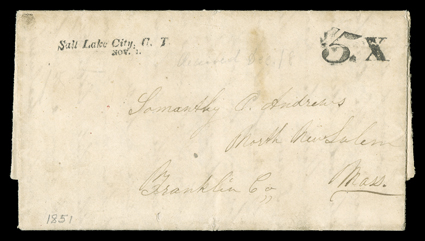 Salt Lake City, U. T.
NOV. 1.
5. X
Somanthy P. Andrews
North New Salem
Franklin Co,,
Mass.
1851